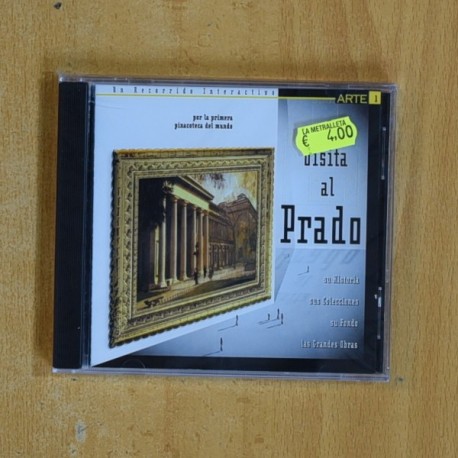 Un Recorrido Interactivo
ARTE 1
por la primera
pinacoteca del mundo
LA METRALLETA
€ 4,00
Visita
al
Prado
su Historia
sus Colecciones
su Fondo
las Grandes Obras